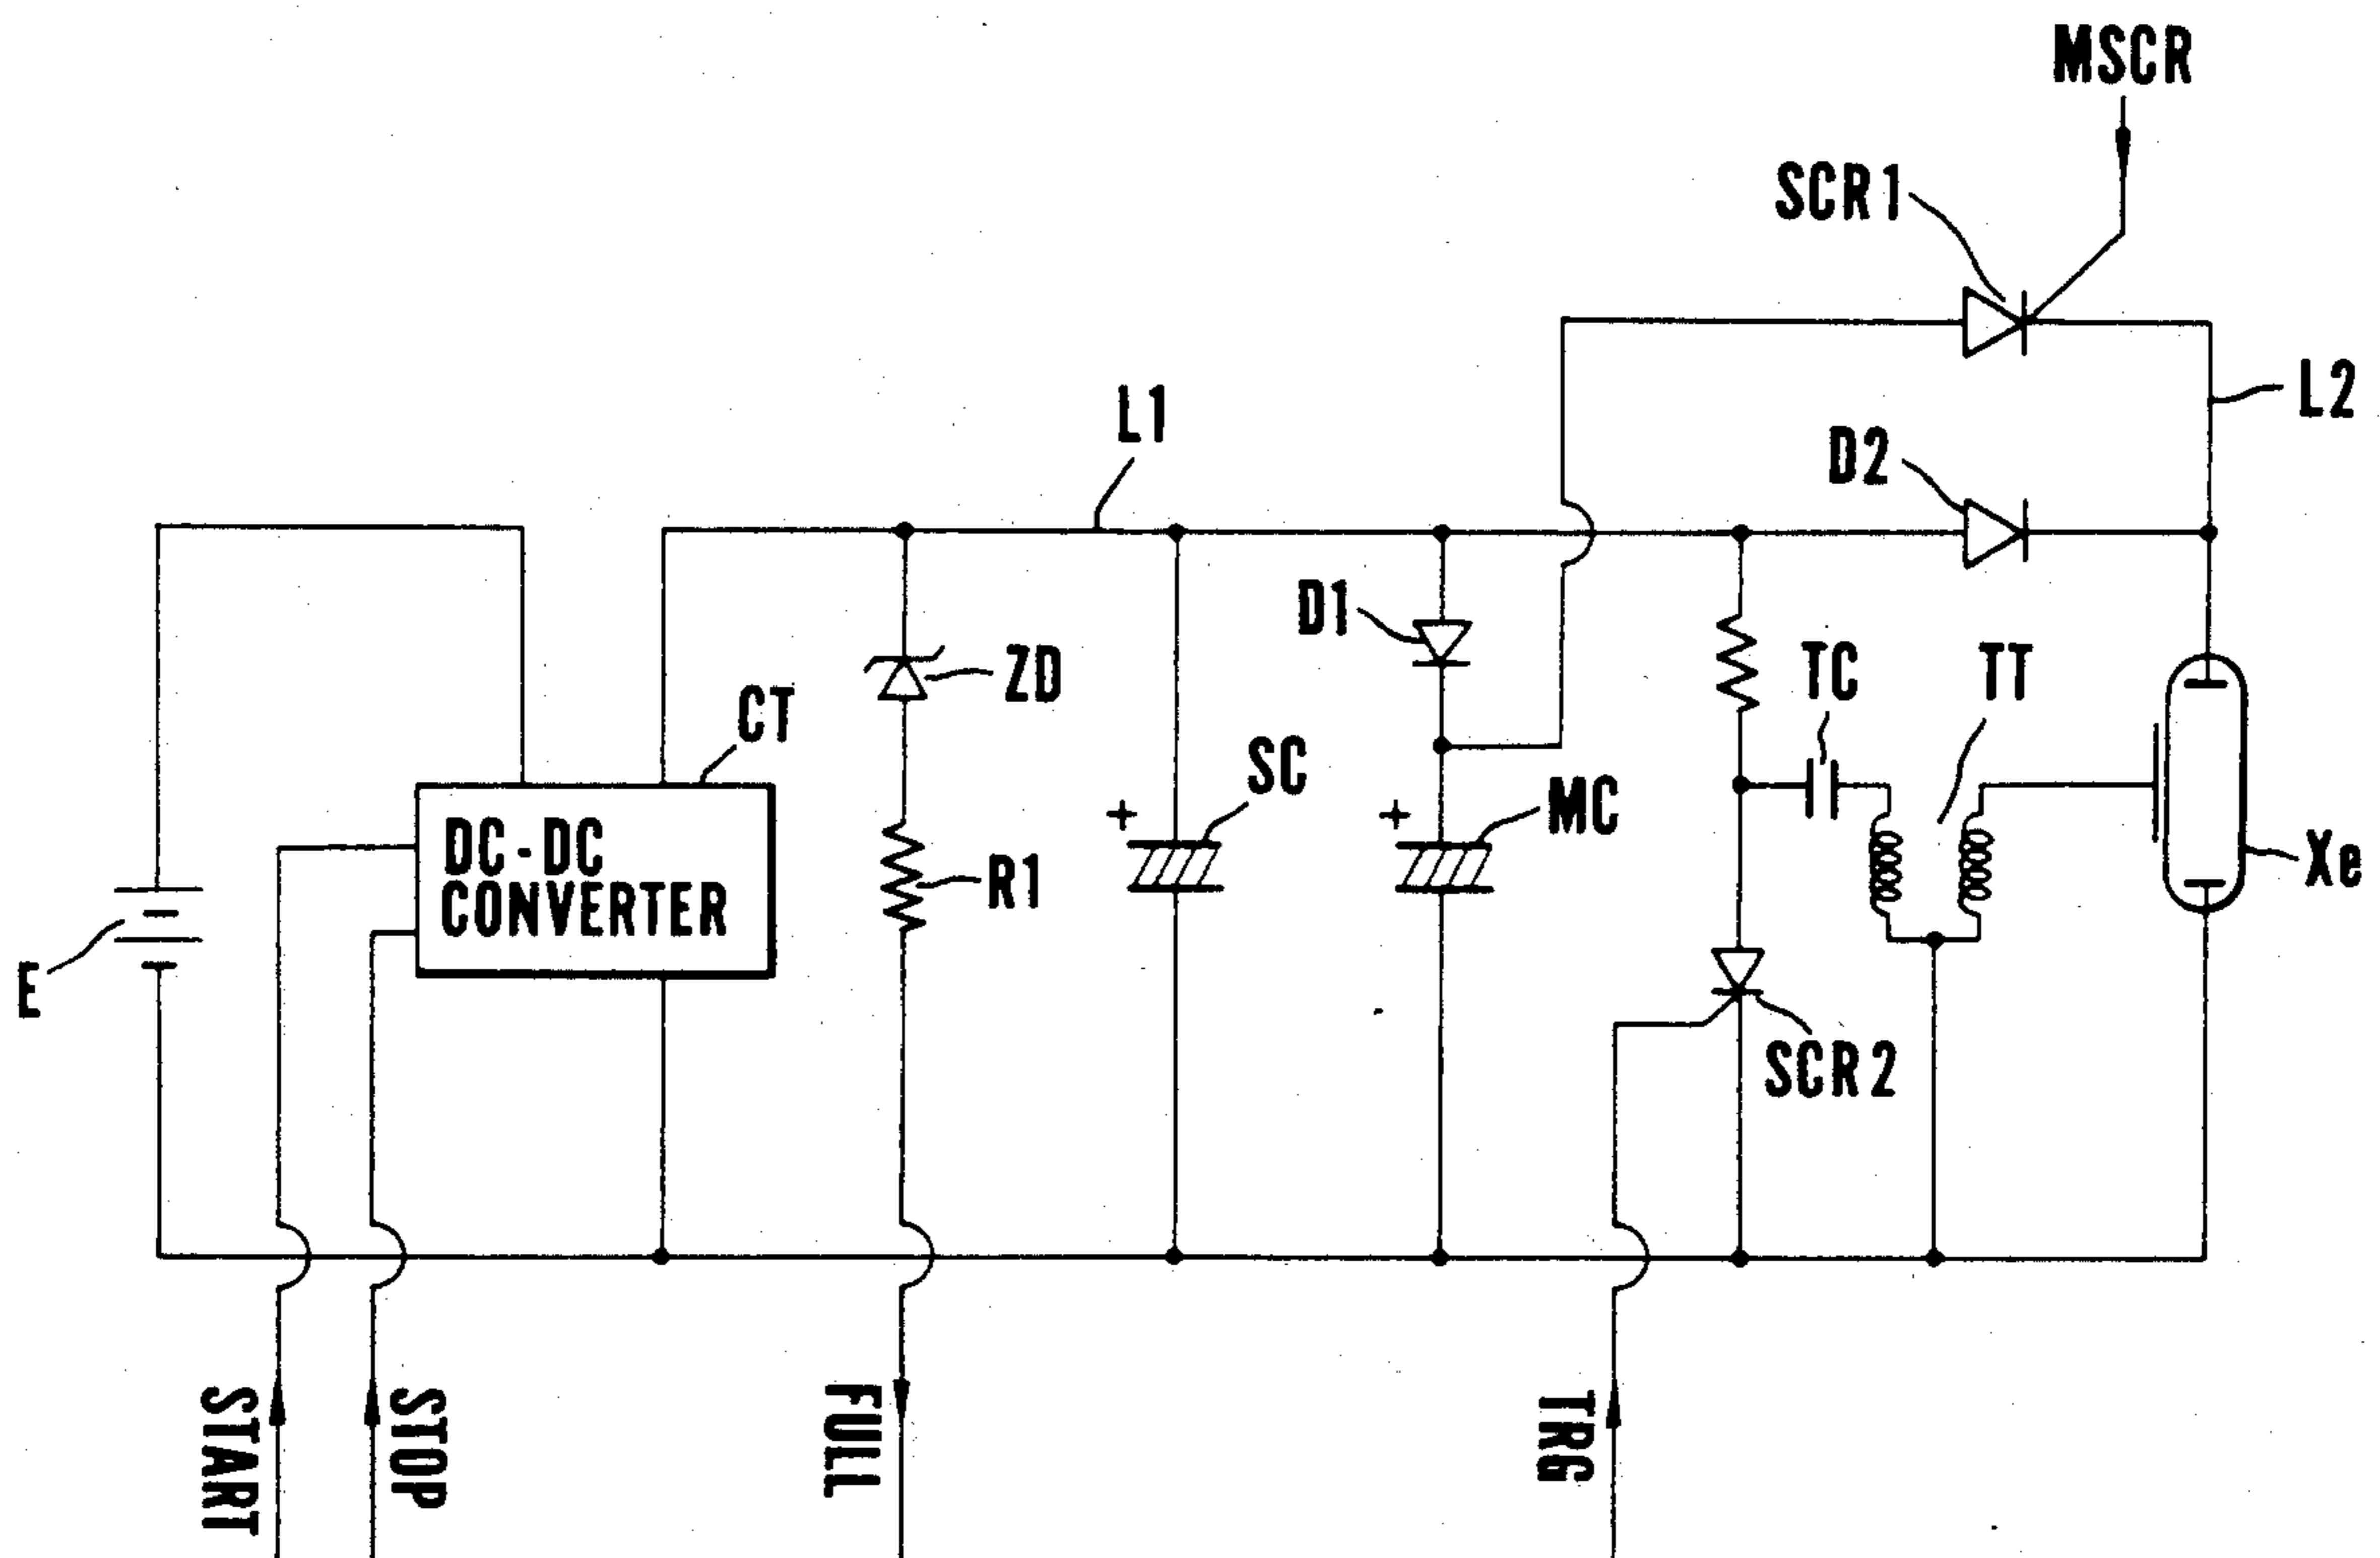 MSCR
SCR1
L1
L2
D2
D1
TC
TT
ZD
CT
SC
MC
+
+
DC-DC
CONVERTER
R1
Xe
E
SCR2
START
STOP
FULL
TRG